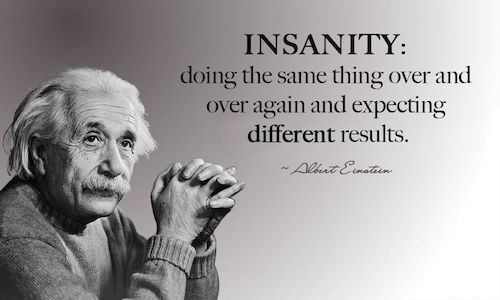 INSANITY:
doing the same thing over and
over again and expecting
different results.
~ Albert Einstein